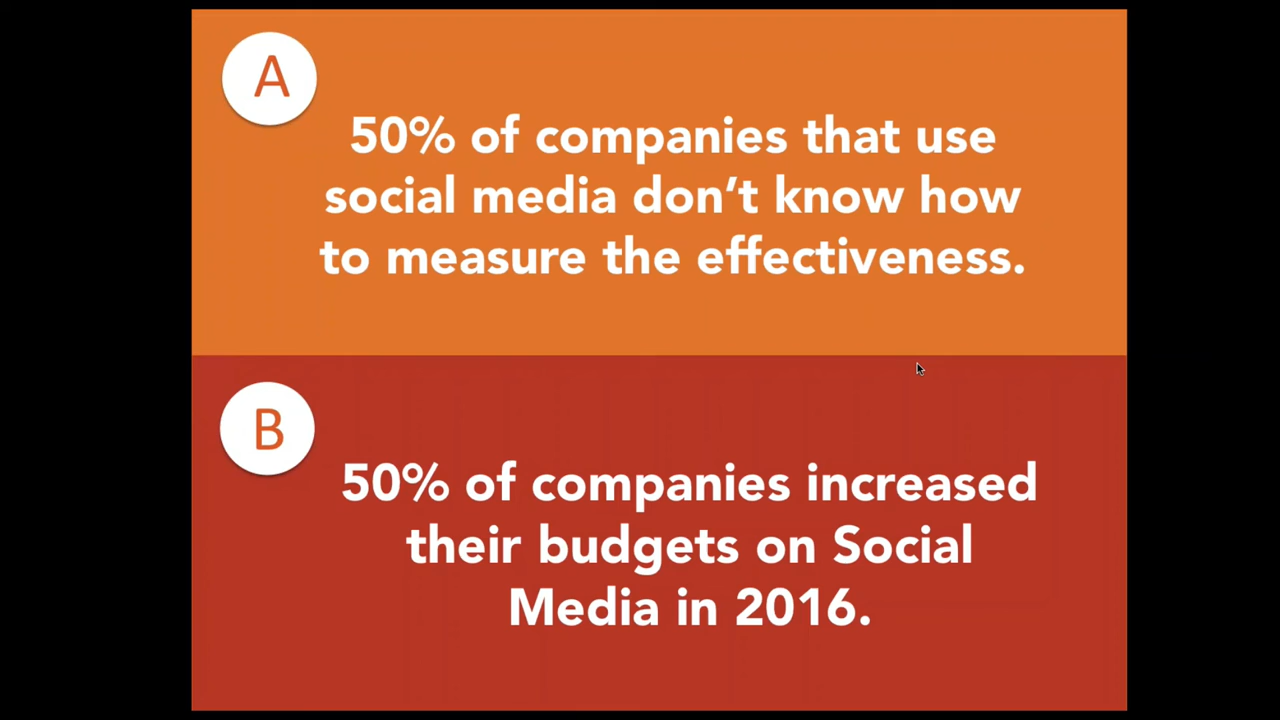 A
50% of companies that use
social media don’t know how
to measure the effectiveness.
B
50% of companies increased
their budgets on Social
Media in 2016.